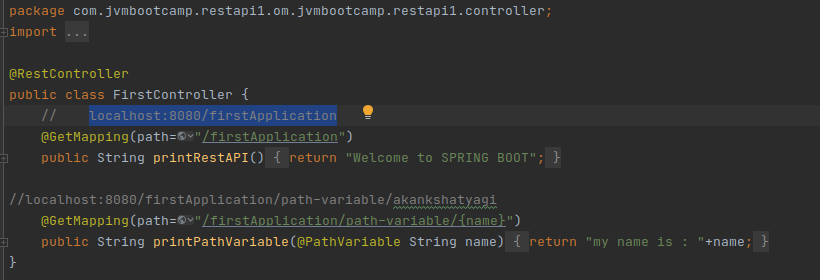 package com.jvmbootcamp.restapi1.om.jvmbootcamp.restapi1.controller;
import ...
@RestController
public class FirstController {
//    localhost:8080/firstApplication
@GetMapping(path="/firstApplication")
public String printRestAPI() { return "Welcome to SPRING BOOT"; }
//localhost:8080/firstApplication/path-variable/akankshatyagi
@GetMapping(path="/firstApplication/path-variable/{name}")
public String printPathVariable(@PathVariable String name) { return "my name is : "+name; }
}